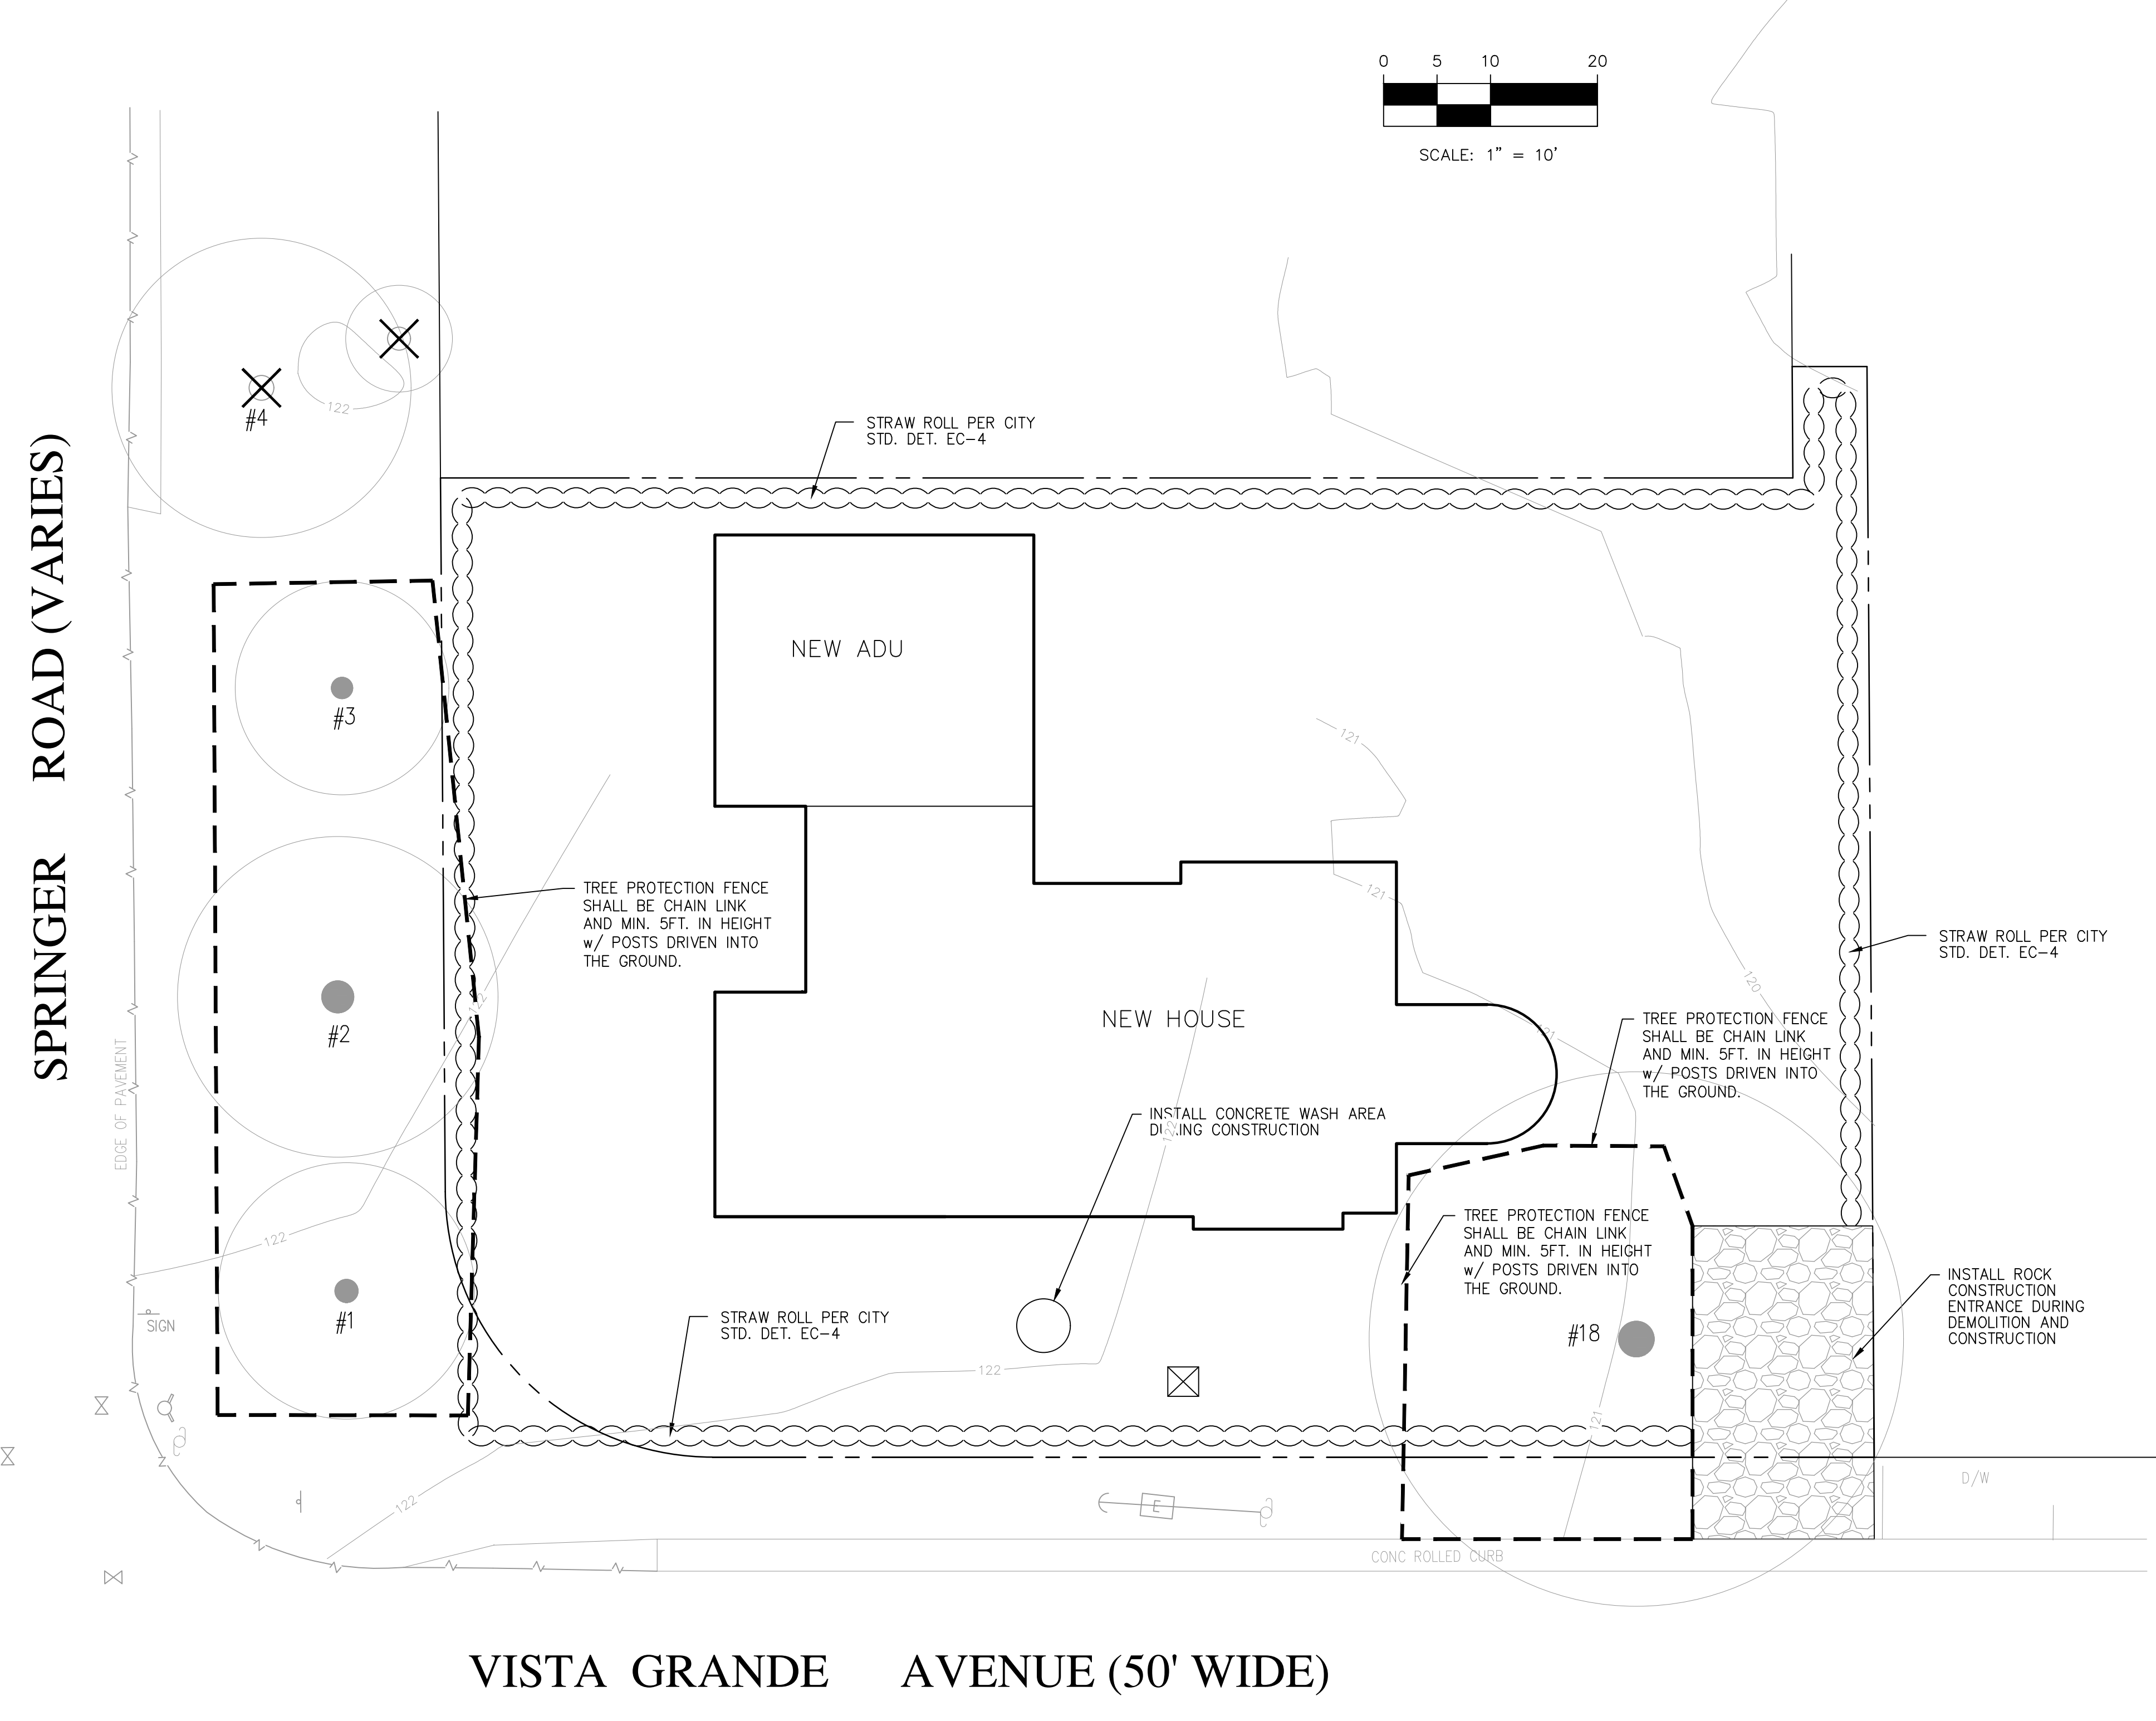 0 5 10 20
SCALE: 1” = 10’
#4
122
STRAW ROLL PER CITY
STD. DET. EC-4
SPRINGER ROAD (VARIES)
NEW ADU
#3
121
TREE PROTECTION FENCE
SHALL BE CHAIN LINK
AND MIN. 5FT. IN HEIGHT
w/ POSTS DRIVEN INTO
THE GROUND.
121
STRAW ROLL PER CITY
STD. DET. EC-4
120
122
#2
NEW HOUSE
121
TREE PROTECTION FENCE
SHALL BE CHAIN LINK
AND MIN. 5FT. IN HEIGHT
w/ POSTS DRIVEN INTO
THE GROUND.
EDGE OF PAVEMENT
INSTALL CONCRETE WASH AREA
DURING CONSTRUCTION
122
TREE PROTECTION FENCE
SHALL BE CHAIN LINK
AND MIN. 5FT. IN HEIGHT
w/ POSTS DRIVEN INTO
THE GROUND.
122
INSTALL ROCK
CONSTRUCTION
ENTRANCE DURING
DEMOLITION AND
CONSTRUCTION
#1
SIGN
STRAW ROLL PER CITY
STD. DET. EC-4
#18
122
121
122
E
D/W
CONC ROLLED CURB
VISTA GRANDE AVENUE (50' WIDE)